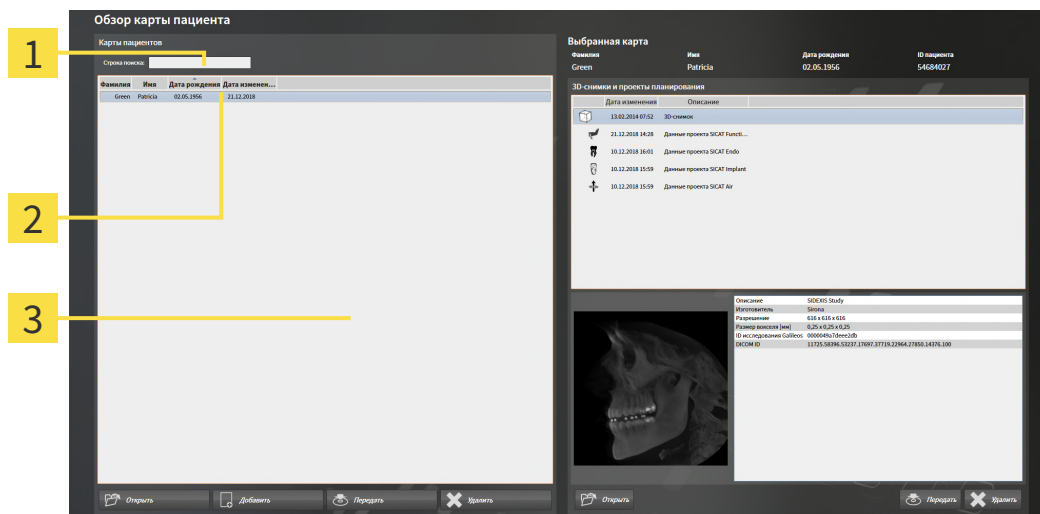 Обзор карты пациента
Карты пациентов
1
Строка поиска:
Фамилия Имя Дата рождения Дата изменен...
Green Patricia 02.05.1956 21.12.2018
2
3
Открыть Добавить Передать Удалить
Выбранная карта
Фамилия Имя Дата рождения ID пациента
Green Patricia 02.05.1956 54684027
3D-снимки и проекты планирования
Дата изменения Описание
13.02.2014 07:52 3D-снимок
21.12.2018 14:28 Данные проекта SICAT Functi...
10.12.2018 16:01 Данные проекта SICAT Endo
10.12.2018 15:59 Данные проекта SICAT Implant
10.12.2018 15:59 Данные проекта SICAT Air
Описание SIDEXIS Study
Изготовитель Sirona
Разрешение 616 x 616 x 616
Размер вокселя [мм] 0,25 x 0,25 x 0,25
ID исследования Galileos 0000049a7deee2db
DICOM ID 11725.58396.53237.17697.37719.22964.27850.14376.100
Открыть Передать Удалить